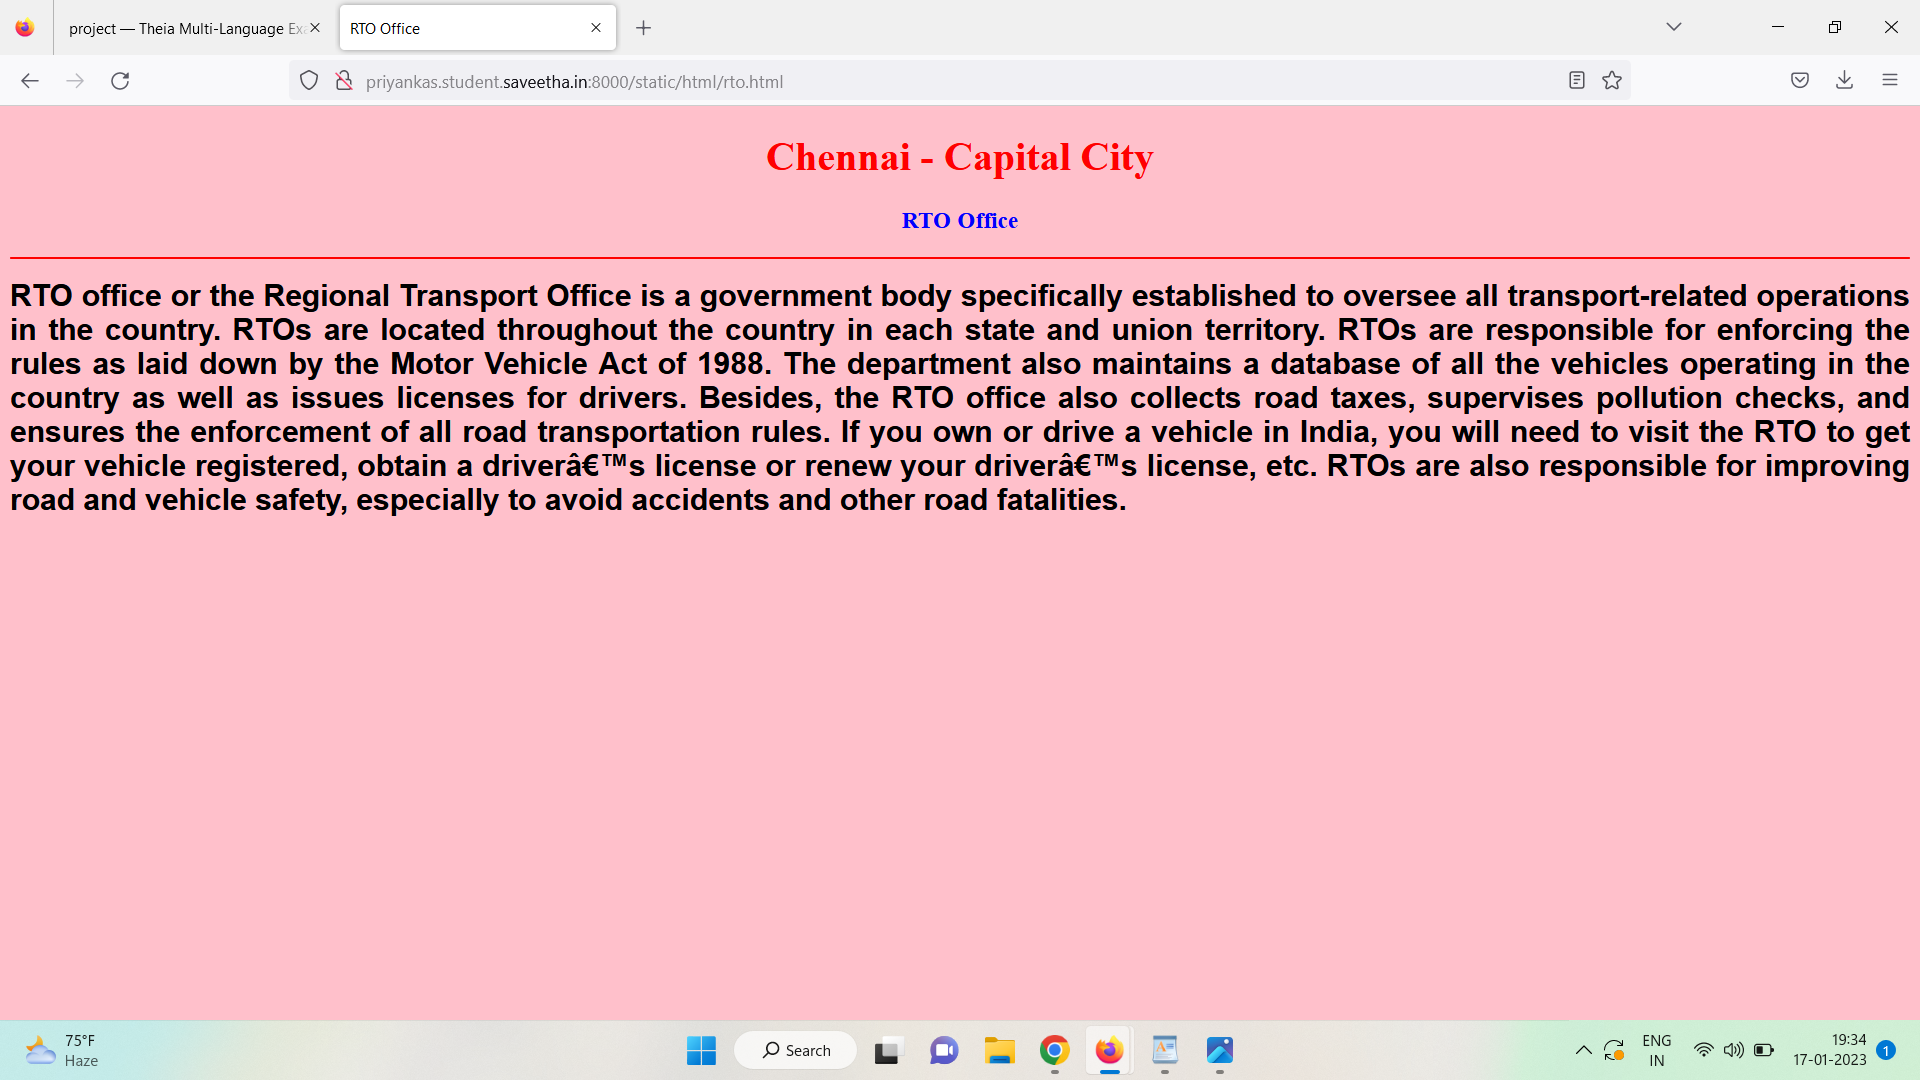 project — Theia Multi-Language Exa
RTO Office
priyankas.student.saveetha.in:8000/static/html/rto.html
Chennai - Capital City
RTO Office
RTO office or the Regional Transport Office is a government body specifically established to oversee all transport-related operations
in the country. RTOs are located throughout the country in each state and union territory. RTOs are responsible for enforcing the
rules as laid down by the Motor Vehicle Act of 1988. The department also maintains a database of all the vehicles operating in the
country as well as issues licenses for drivers. Besides, the RTO office also collects road taxes, supervises pollution checks, and
ensures the enforcement of all road transportation rules. If you own or drive a vehicle in India, you will need to visit the RTO to get
your vehicle registered, obtain a driverâ€™s license or renew your driverâ€™s license, etc. RTOs are also responsible for improving
road and vehicle safety, especially to avoid accidents and other road fatalities.
75°F
Haze
Search
ENG
IN
19:34
17-01-2023
1